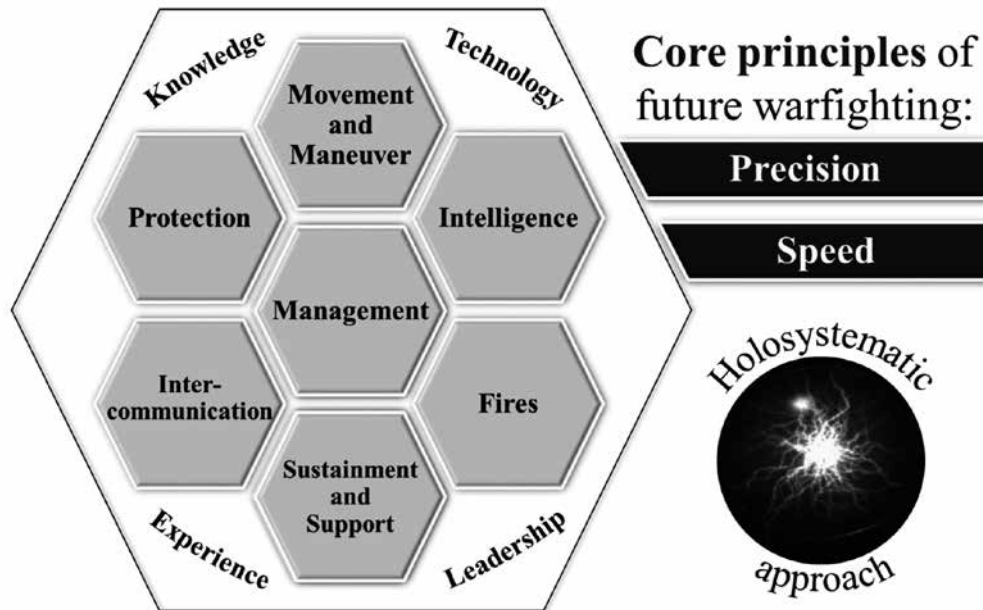 Knowledge
Technology
Movement
and
Maneuver
Protection
Intelligence
Management
Inter-
communication
Fires
Sustainment
and
Support
Experience
Leadership
Core principles of
future warfighting:
Precision
Speed
Holosystematic
approach